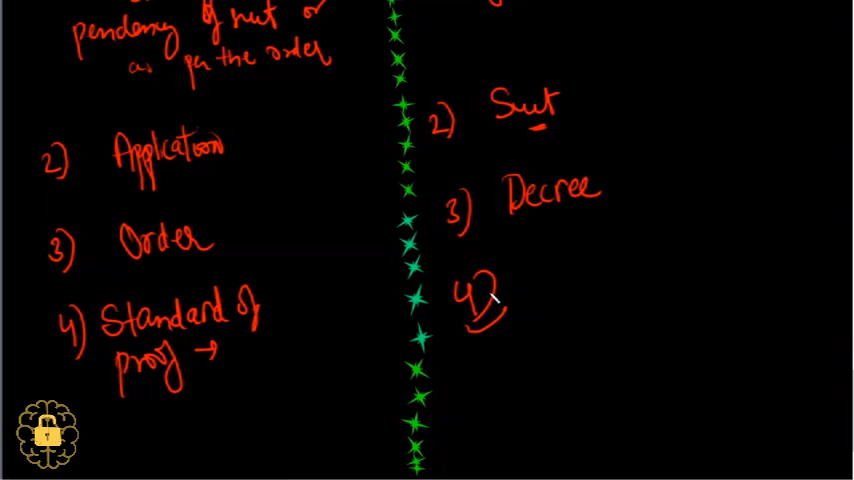 pendency of suit or
as per the order
2) Application
3) Order
4) Standard of
proof →
2) Suit
3) Decree
4)